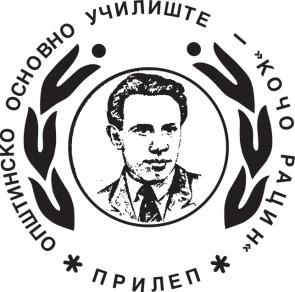 ОПШТИНСКО ОСНОВНО УЧИЛИШТЕ – »КОЧО РАЦИН«
* ПРИЛЕП *